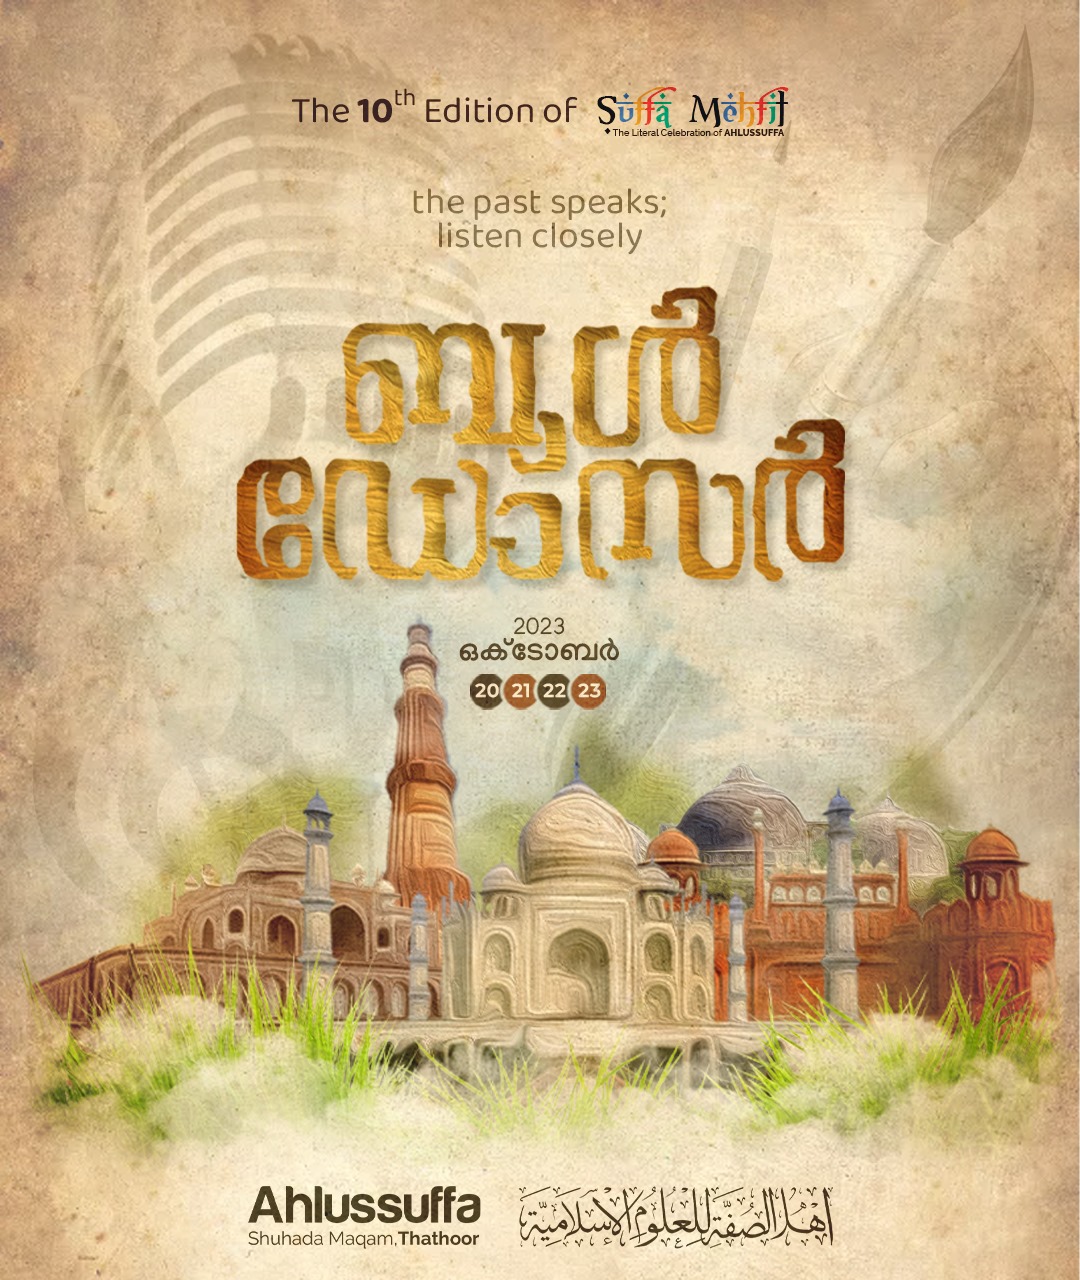 The 10th Edition of Suffa Mehfil
The Literal Celebration of AHLUSSUFFA
the past speaks;
listen closely
ബുൾ
ഡോസർ
2023
ഒക്ടോബർ
20 21 22 23
Ahlussuffa
Shuhada Maqam,Thathoor
أهل الصفة للعلوم الإسلامية